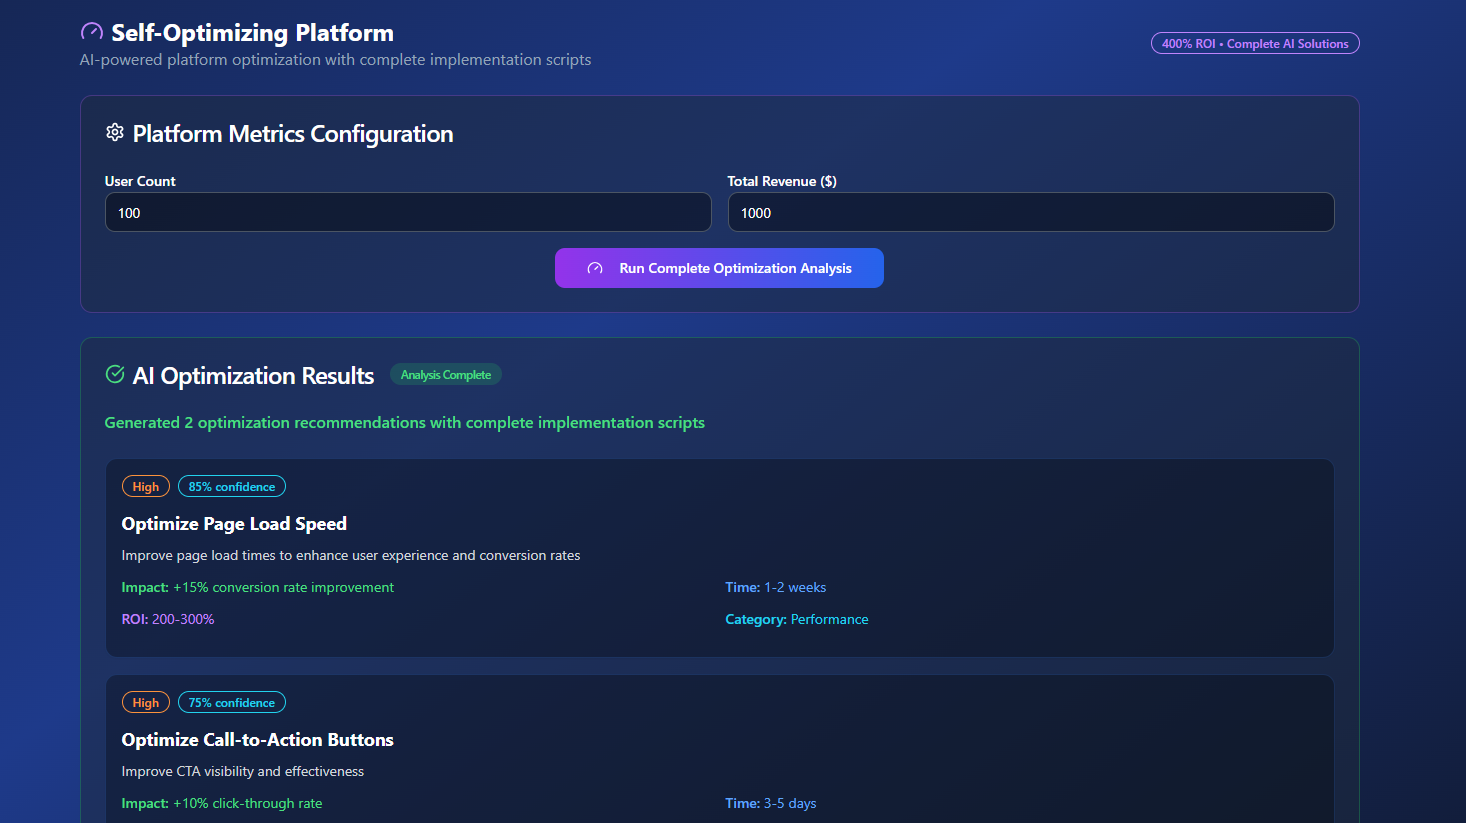 Self-Optimizing Platform
AI-powered platform optimization with complete implementation scripts
400% ROI • Complete AI Solutions
Platform Metrics Configuration
User Count
Total Revenue ($)
100
1000
Run Complete Optimization Analysis
AI Optimization Results
Analysis Complete
Generated 2 optimization recommendations with complete implementation scripts
High
85% confidence
Optimize Page Load Speed
Improve page load times to enhance user experience and conversion rates
Impact: +15% conversion rate improvement
Time: 1-2 weeks
ROI: 200-300%
Category: Performance
High
75% confidence
Optimize Call-to-Action Buttons
Improve CTA visibility and effectiveness
Impact: +10% click-through rate
Time: 3-5 days